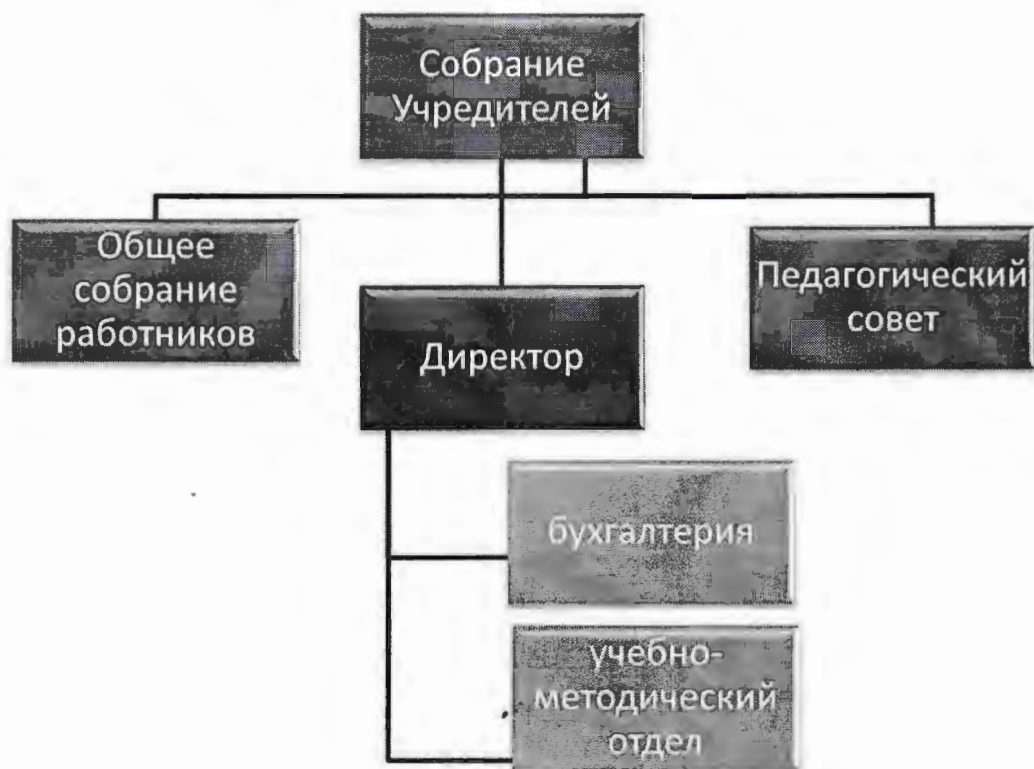 Собрание
Учредителей
Общее
собрание
работников
Директор
Педагогический
совет
бухгалтерия
учебно-
методический
отдел